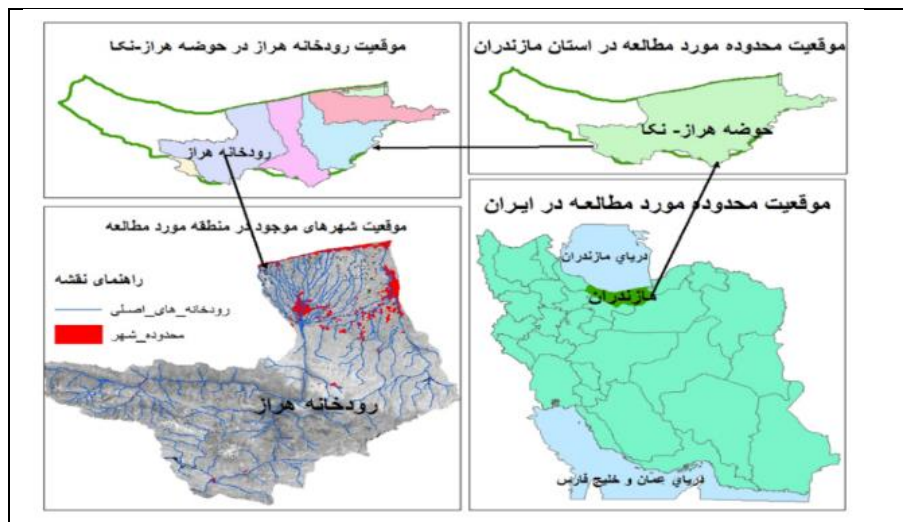 موقعیت محدوده مورد مطالعه در استان مازندران
حوضه هراز- نکا
موقعیت رودخانه هراز در حوضه هراز-نکا
رودخانه هراز
موقعیت محدوده مورد مطالعه در ایران
دریای مازندران
مازندران
دریای عمان و خلیج فارس
موقعیت شهرهای موجود در منطقه مورد مطالعه
راهنمای نقشه
رودخانه_های_اصلی
محدوده_شهر
رودخانه هراز